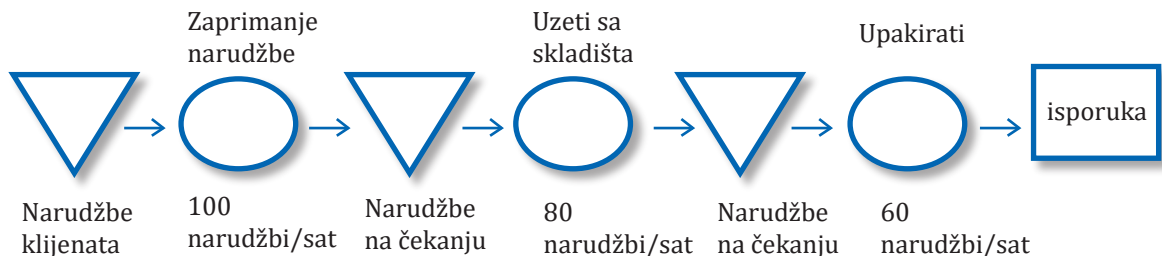 Zaprimanje
narudžbe
Uzeti sa
skladišta
Upakirati
isporuka
Narudžbe
klijenata
100
narudžbi/sat
Narudžbe
na čekanju
80
narudžbi/sat
Narudžbe
na čekanju
60
narudžbi/sat